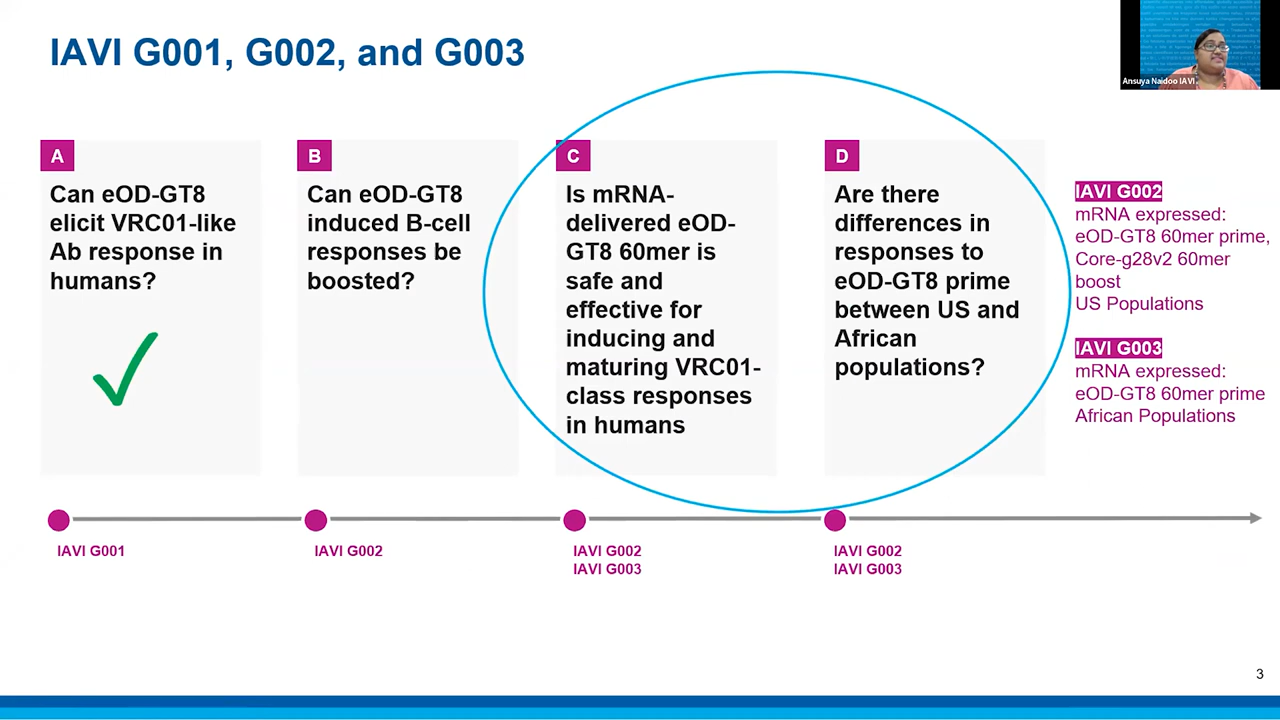 IAVI G001, G002, and G003
Ansuya Naidoo IAVI
A
Can eOD-GT8
elicit VRC01-like
Ab response in
humans?
B
Can eOD-GT8
induced B-cell
responses be
boosted?
C
Is mRNA-
delivered eOD-
GT8 60mer is
safe and
effective for
inducing and
maturing VRC01-
class responses
in humans
D
Are there
differences in
responses to
eOD-GT8 prime
between US and
African
populations?
IAVI G002
mRNA expressed:
eOD-GT8 60mer prime,
Core-g28v2 60mer
boost
US Populations
IAVI G003
mRNA expressed:
eOD-GT8 60mer prime
African Populations
IAVI G001
IAVI G002
IAVI G002
IAVI G003
IAVI G002
IAVI G003
3